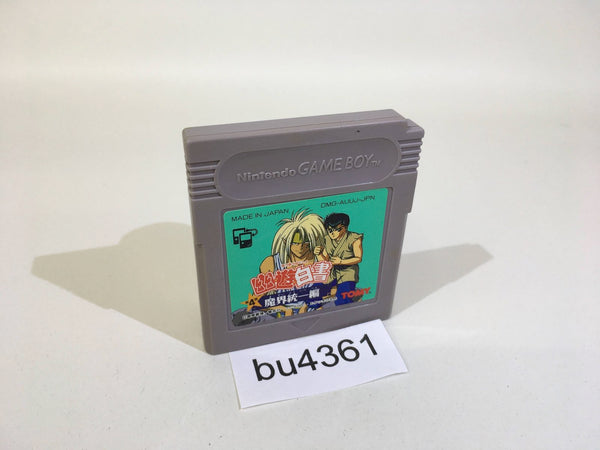 Nintendo GAME BOY TM
MADE IN JAPAN
DMG-AUUJ-JPN
幽遊白書
魔界統一編
TOMY
bu4361